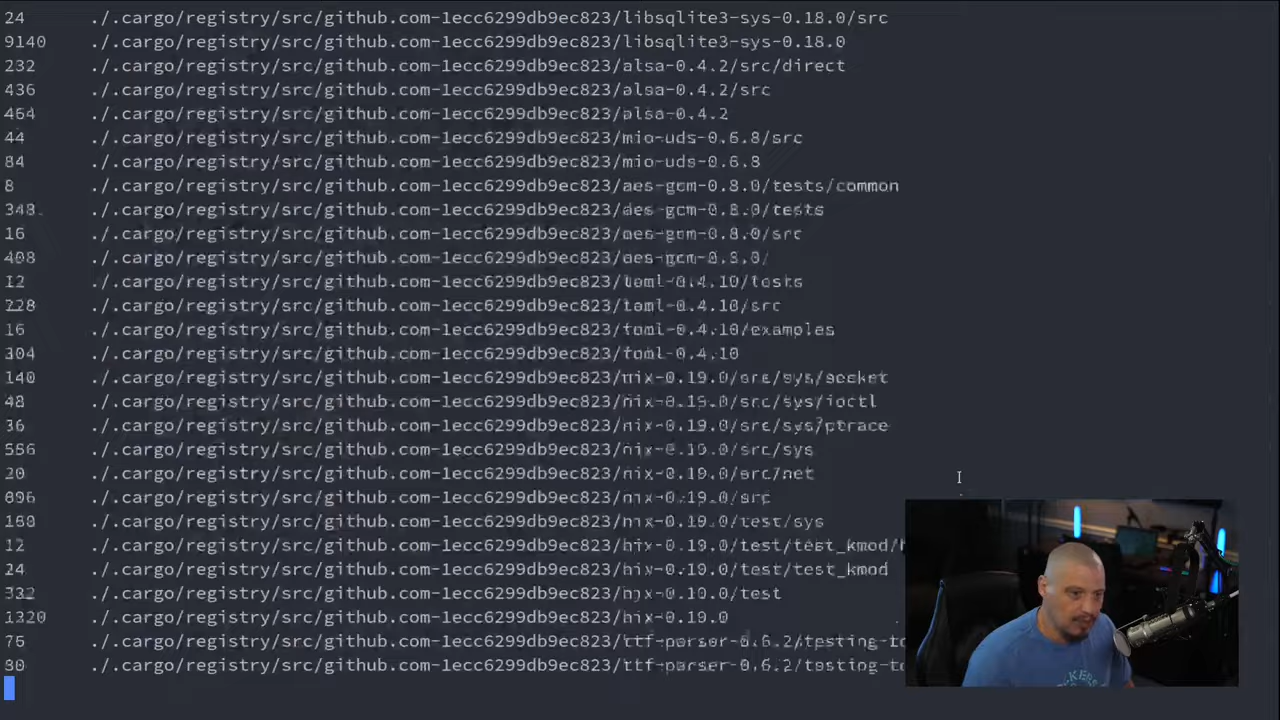 24 ./.cargo/registry/src/github.com-1ecc6299db9ec823/libsqlite3-sys-0.18.0/src
9140 ./.cargo/registry/src/github.com-1ecc6299db9ec823/libsqlite3-sys-0.18.0
232 ./.cargo/registry/src/github.com-1ecc6299db9ec823/alsa-0.4.2/src/direct
436 ./.cargo/registry/src/github.com-1ecc6299db9ec823/alsa-0.4.2/src
464 ./.cargo/registry/src/github.com-1ecc6299db9ec823/alsa-0.4.2
44 ./.cargo/registry/src/github.com-1ecc6299db9ec823/mio-uds-0.6.8/src
84 ./.cargo/registry/src/github.com-1ecc6299db9ec823/mio-uds-0.6.8
8 ./.cargo/registry/src/github.com-1ecc6299db9ec823/aes-gcm-0.8.0/tests/common
348 ./.cargo/registry/src/github.com-1ecc6299db9ec823/aes-gcm-0.8.0/tests
16 ./.cargo/registry/src/github.com-1ecc6299db9ec823/aes-gcm-0.8.0/src
408 ./.cargo/registry/src/github.com-1ecc6299db9ec823/aes-gcm-0.8.0
12 ./.cargo/registry/src/github.com-1ecc6299db9ec823/toml-0.4.10/tests
228 ./.cargo/registry/src/github.com-1ecc6299db9ec823/toml-0.4.10/src
16 ./.cargo/registry/src/github.com-1ecc6299db9ec823/toml-0.4.10/examples
304 ./.cargo/registry/src/github.com-1ecc6299db9ec823/toml-0.4.10
140 ./.cargo/registry/src/github.com-1ecc6299db9ec823/nix-0.19.0/src/sys/socket
48 ./.cargo/registry/src/github.com-1ecc6299db9ec823/nix-0.19.0/src/sys/ioctl
36 ./.cargo/registry/src/github.com-1ecc6299db9ec823/nix-0.19.0/src/sys/ptrace
556 ./.cargo/registry/src/github.com-1ecc6299db9ec823/nix-0.19.0/src/sys
20 ./.cargo/registry/src/github.com-1ecc6299db9ec823/nix-0.19.0/src/net
896 ./.cargo/registry/src/github.com-1ecc6299db9ec823/nix-0.19.0/src
160 ./.cargo/registry/src/github.com-1ecc6299db9ec823/nix-0.19.0/test/sys
12 ./.cargo/registry/src/github.com-1ecc6299db9ec823/nix-0.19.0/test/test_kmod/
24 ./.cargo/registry/src/github.com-1ecc6299db9ec823/nix-0.19.0/test/test_kmod
332 ./.cargo/registry/src/github.com-1ecc6299db9ec823/nix-0.19.0/test
1320 ./.cargo/registry/src/github.com-1ecc6299db9ec823/nix-0.19.0
76 ./.cargo/registry/src/github.com-1ecc6299db9ec823/ttf-parser-0.6.2/testing-to
80 ./.cargo/registry/src/github.com-1ecc6299db9ec823/ttf-parser-0.6.2/testing-to